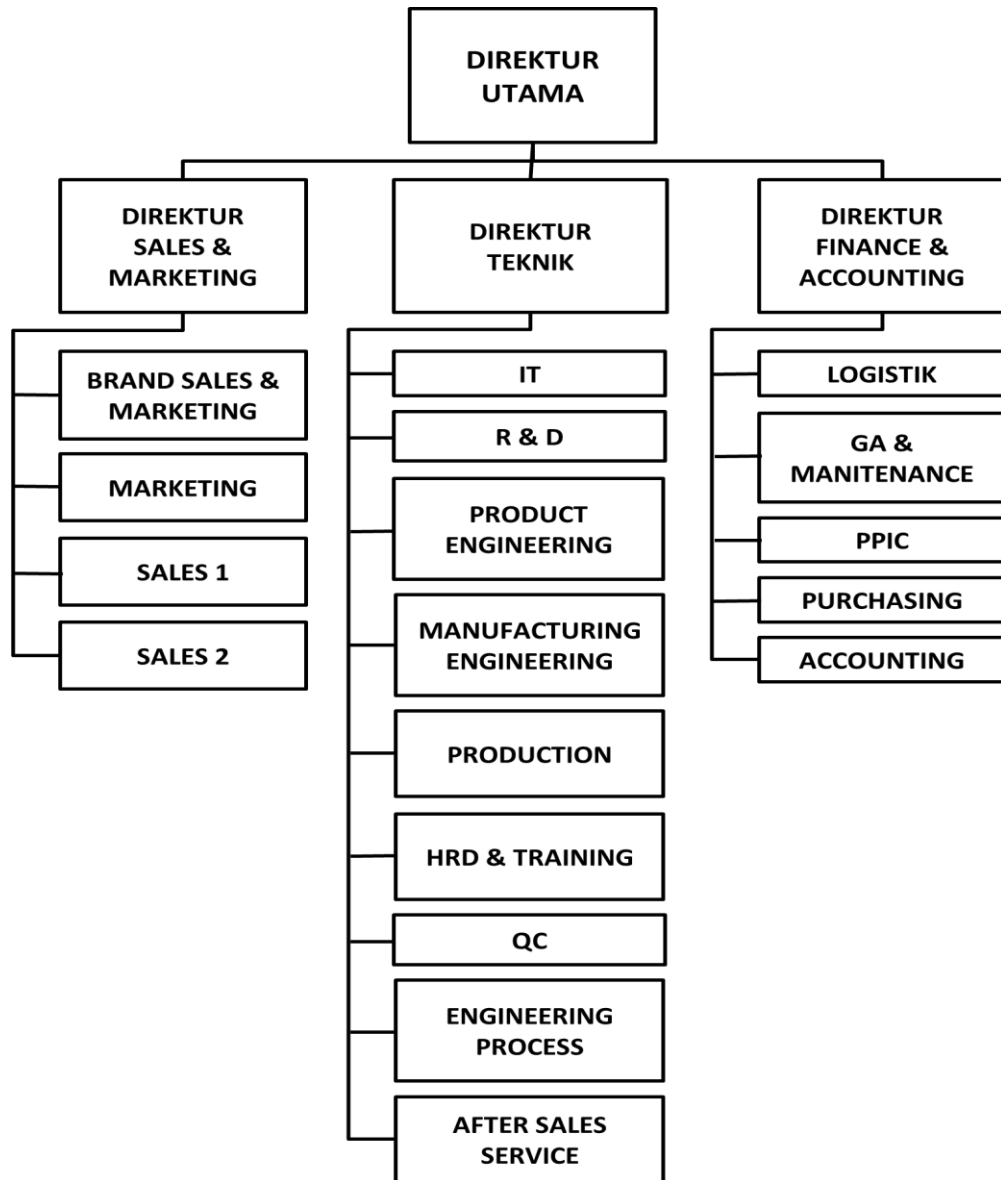 DIREKTUR
UTAMA
DIREKTUR
SALES &
MARKETING
BRAND SALES &
MARKETING
MARKETING
SALES 1
SALES 2
DIREKTUR
TEKNIK
IT
R & D
PRODUCT
ENGINEERING
MANUFACTURING
ENGINEERING
PRODUCTION
HRD & TRAINING
QC
ENGINEERING
PROCESS
AFTER SALES
SERVICE
DIREKTUR
FINANCE &
ACCOUNTING
LOGISTIK
GA &
MANITENANCE
PPIC
PURCHASING
ACCOUNTING